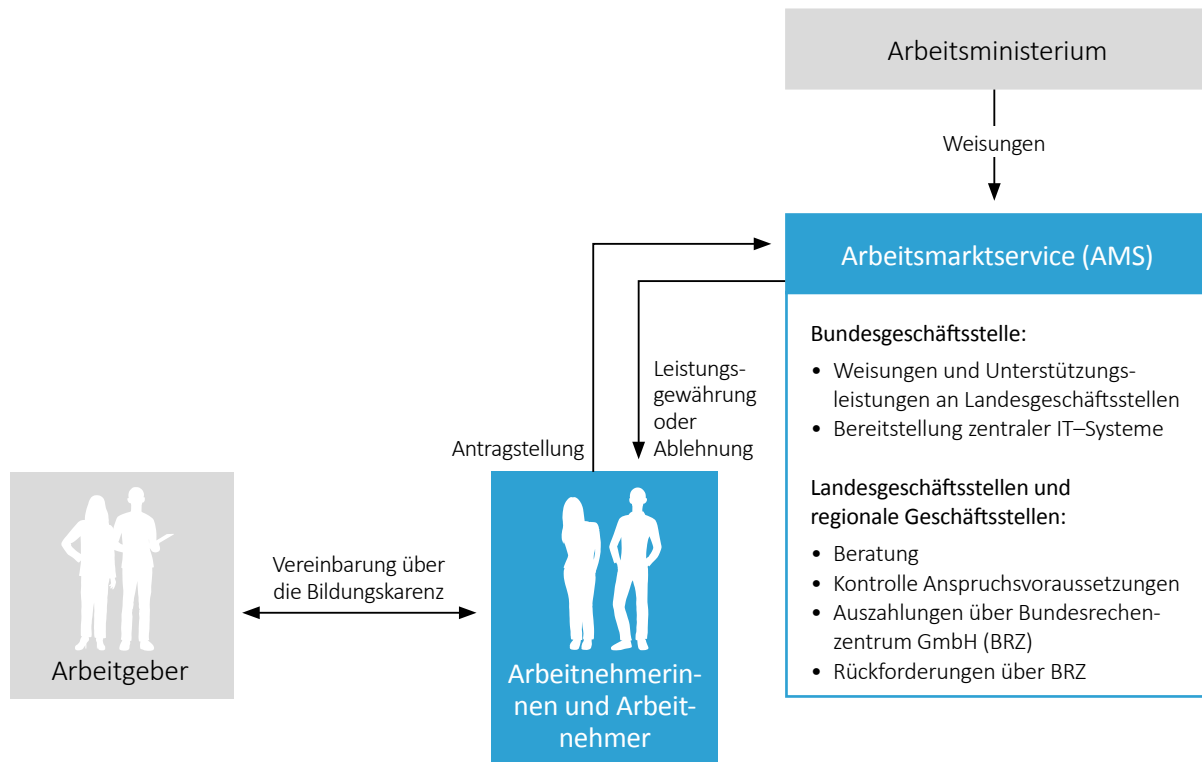 Arbeitsministerium
Weisungen
Arbeitsmarktservice (AMS)
Bundesgeschäftsstelle:
• Weisungen und Unterstützungs-
leistungen an Landesgeschäftsstellen
• Bereitstellung zentraler IT–Systeme
Landesgeschäftsstellen und
regionale Geschäftsstellen:
• Beratung
• Kontrolle Anspruchsvoraussetzungen
• Auszahlungen über Bundesrechen-
zentrum GmbH (BRZ)
• Rückforderungen über BRZ
Leistungs-
gewährung
oder
Ablehnung
Antragstellung
Vereinbarung über
die Bildungskarenz
Arbeitgeber
Arbeitnehmerin-
nen und Arbeit-
nehmer